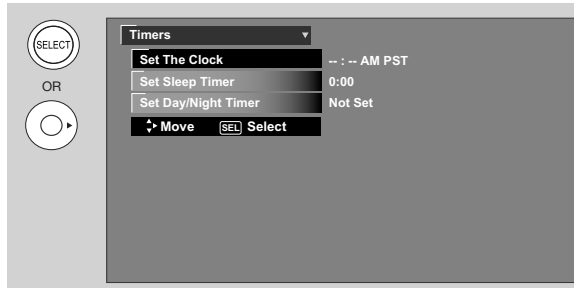 SELECT
OR
Timers
Set The Clock -- : -- AM PST
Set Sleep Timer 0:00
Set Day/Night Timer Not Set
Move SEL Select